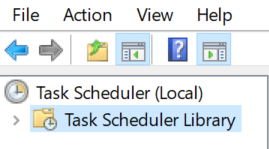 File Action View Help
Task Scheduler (Local)
Task Scheduler Library